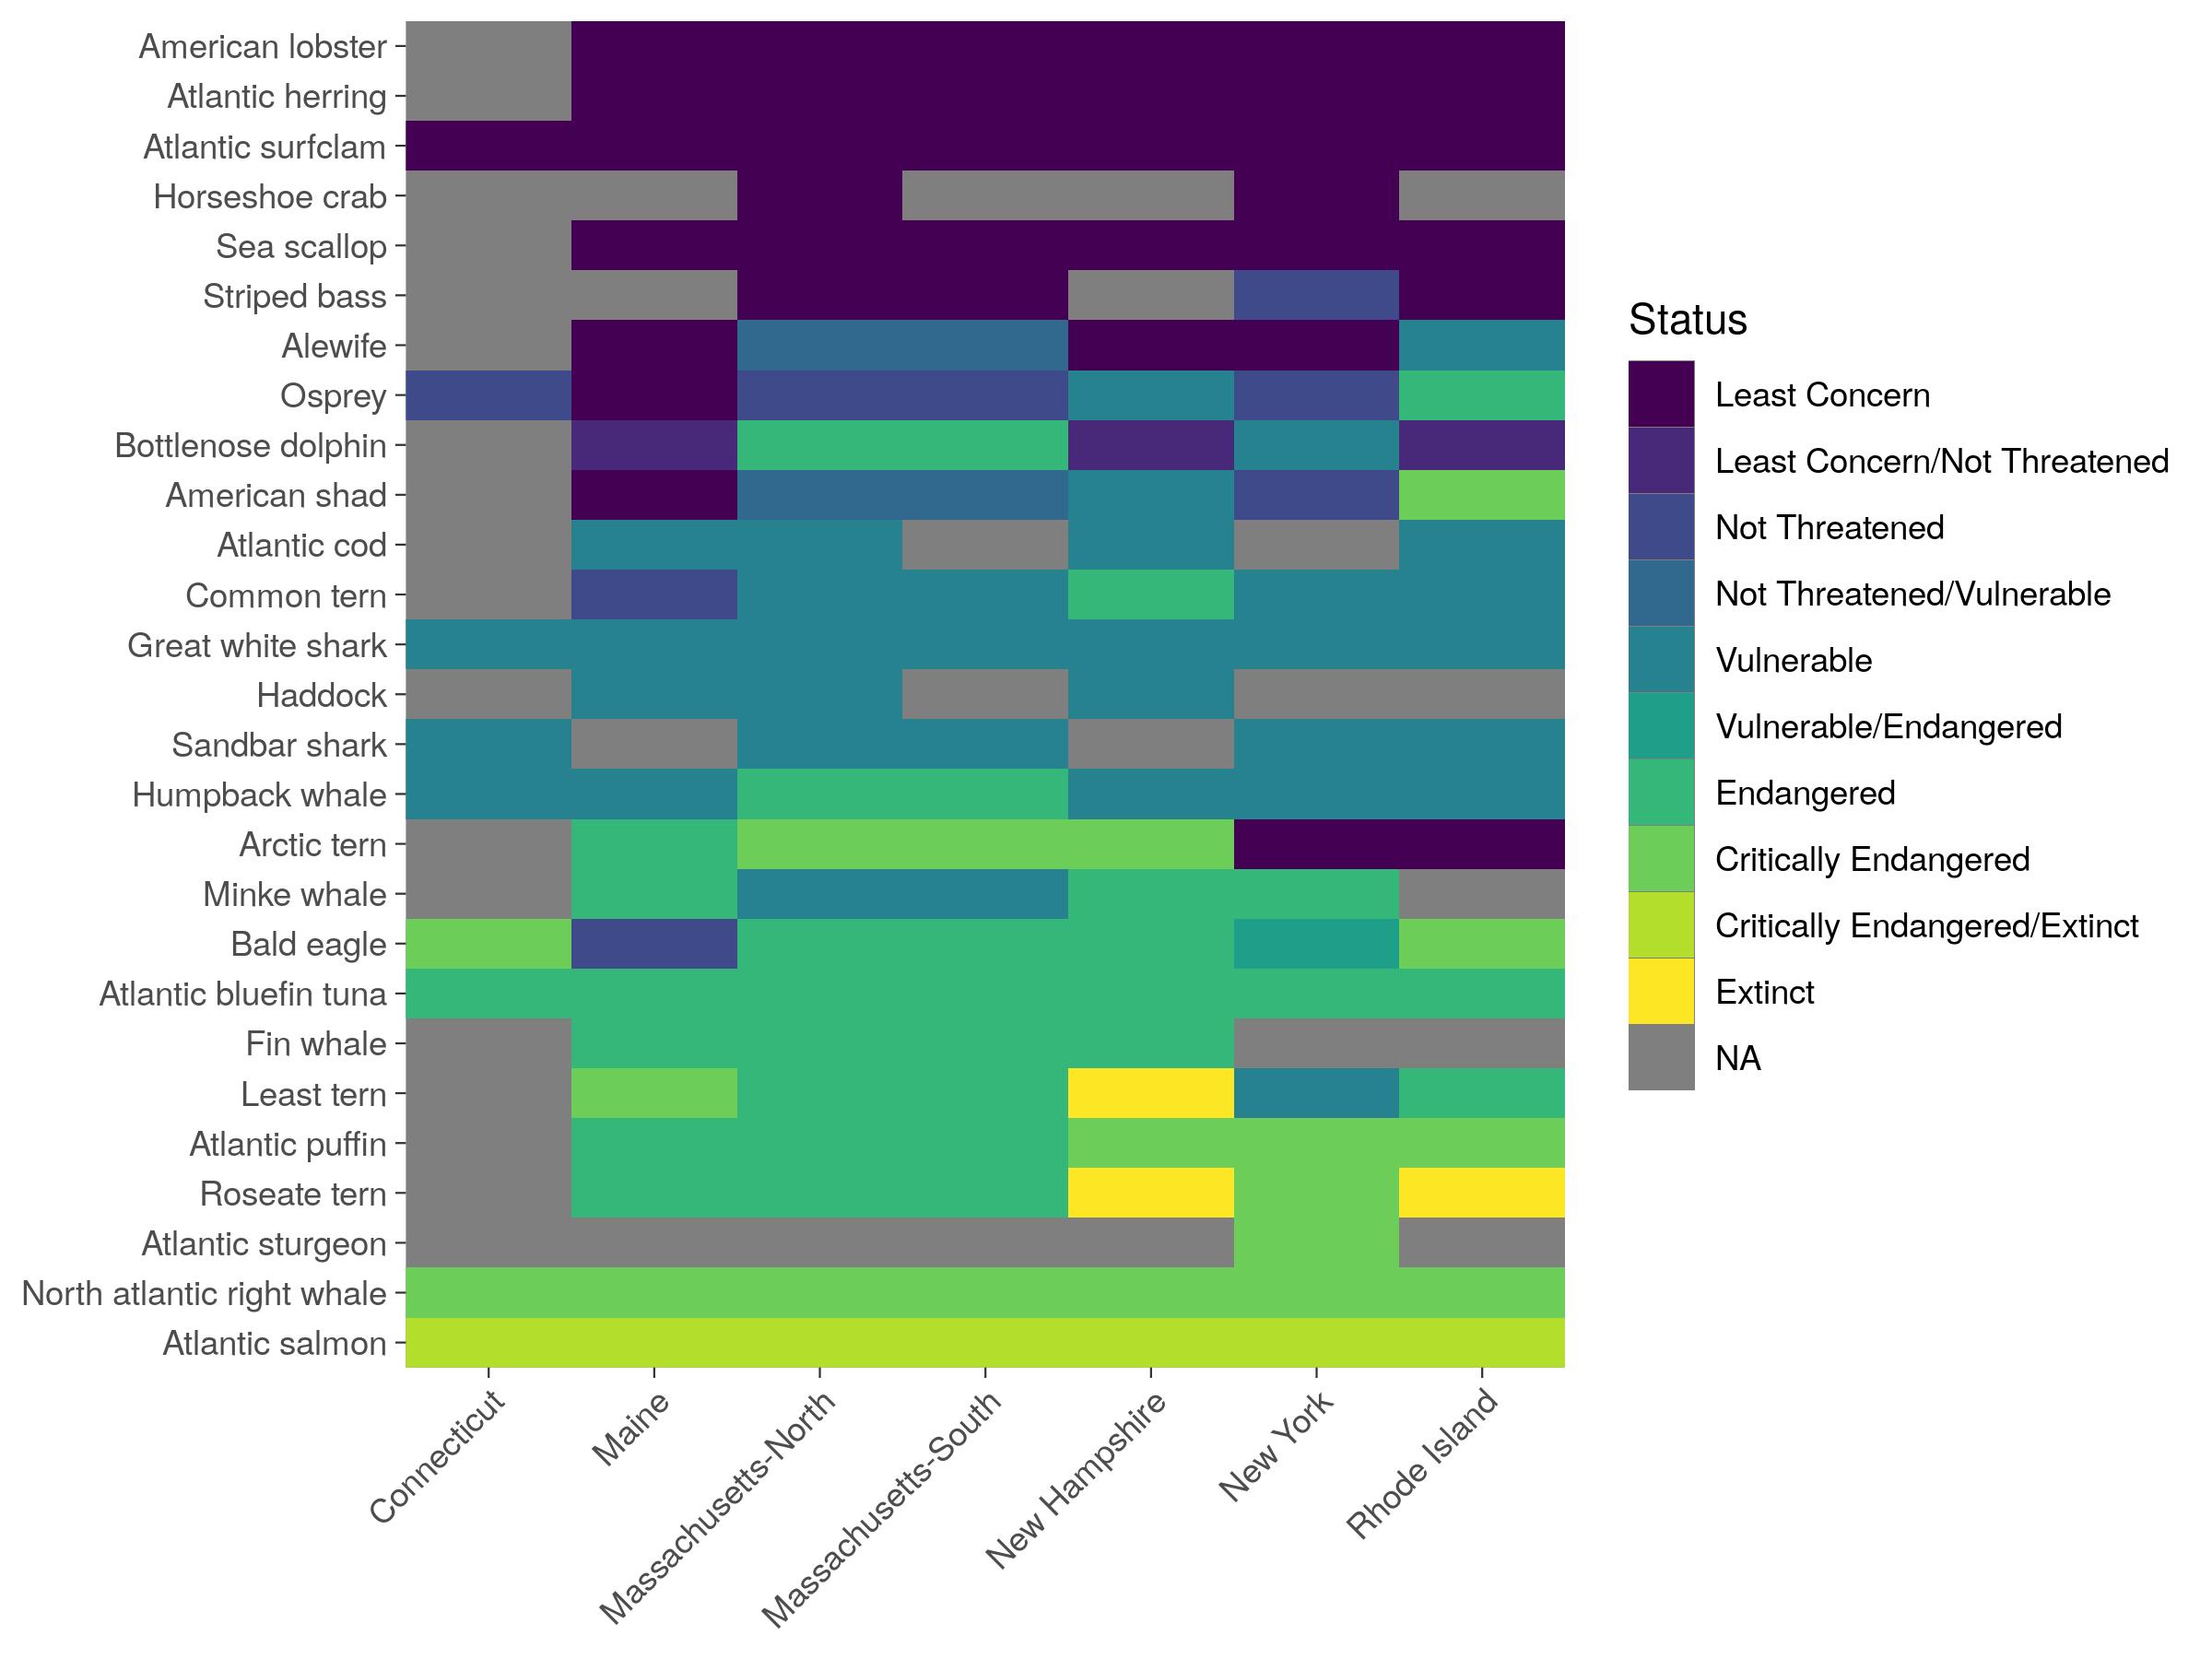 American lobster
Atlantic herring
Atlantic surfclam
Horseshoe crab
Sea scallop
Striped bass
Alewife
Osprey
Bottlenose dolphin
American shad
Atlantic cod
Common tern
Great white shark
Haddock
Sandbar shark
Humpback whale
Arctic tern
Minke whale
Bald eagle
Atlantic bluefin tuna
Fin whale
Least tern
Atlantic puffin
Roseate tern
Atlantic sturgeon
North atlantic right whale
Atlantic salmon
Connecticut
Maine
Massachusetts-North
Massachusetts-South
New Hampshire
New York
Rhode Island
Status
Least Concern
Least Concern/Not Threatened
Not Threatened
Not Threatened/Vulnerable
Vulnerable
Vulnerable/Endangered
Endangered
Critically Endangered
Critically Endangered/Extinct
Extinct
NA